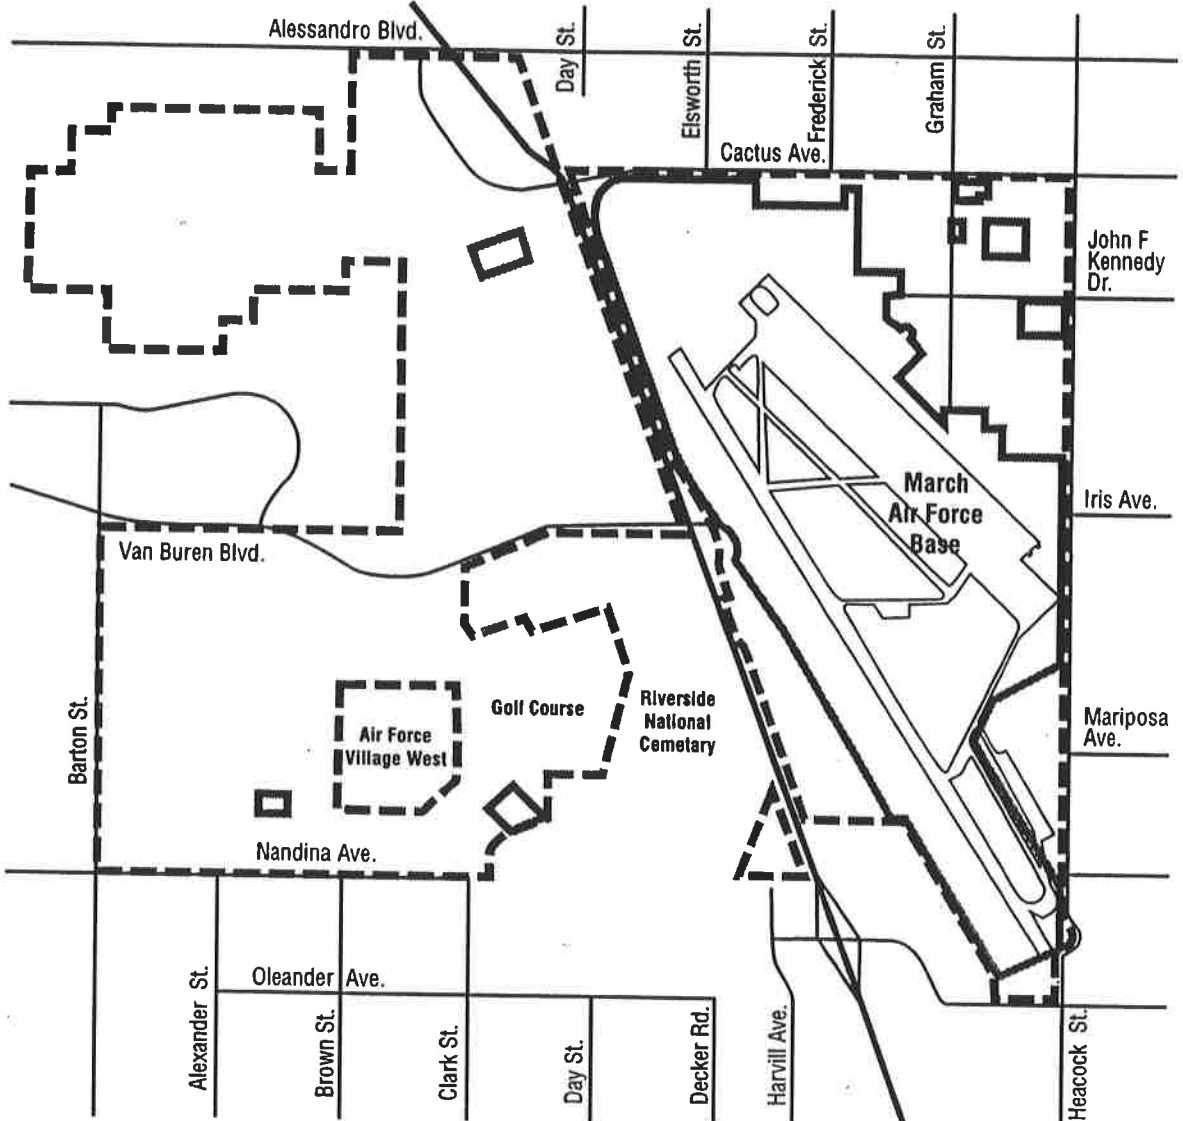 Alessandro Blvd.
Day St.
Elsworth St.
Frederick St.
Graham St.
Cactus Ave.
John F
Kennedy
Dr.
March
Air Force
Base
Iris Ave.
Van Buren Blvd.
Barton St.
Golf Course
Riverside
National
Cemetary
Air Force
Village West
Mariposa
Ave.
Nandina Ave.
Oleander Ave.
Alexander St.
Brown St.
Clark St.
Day St.
Decker Rd.
Harvill Ave.
Heacock St.